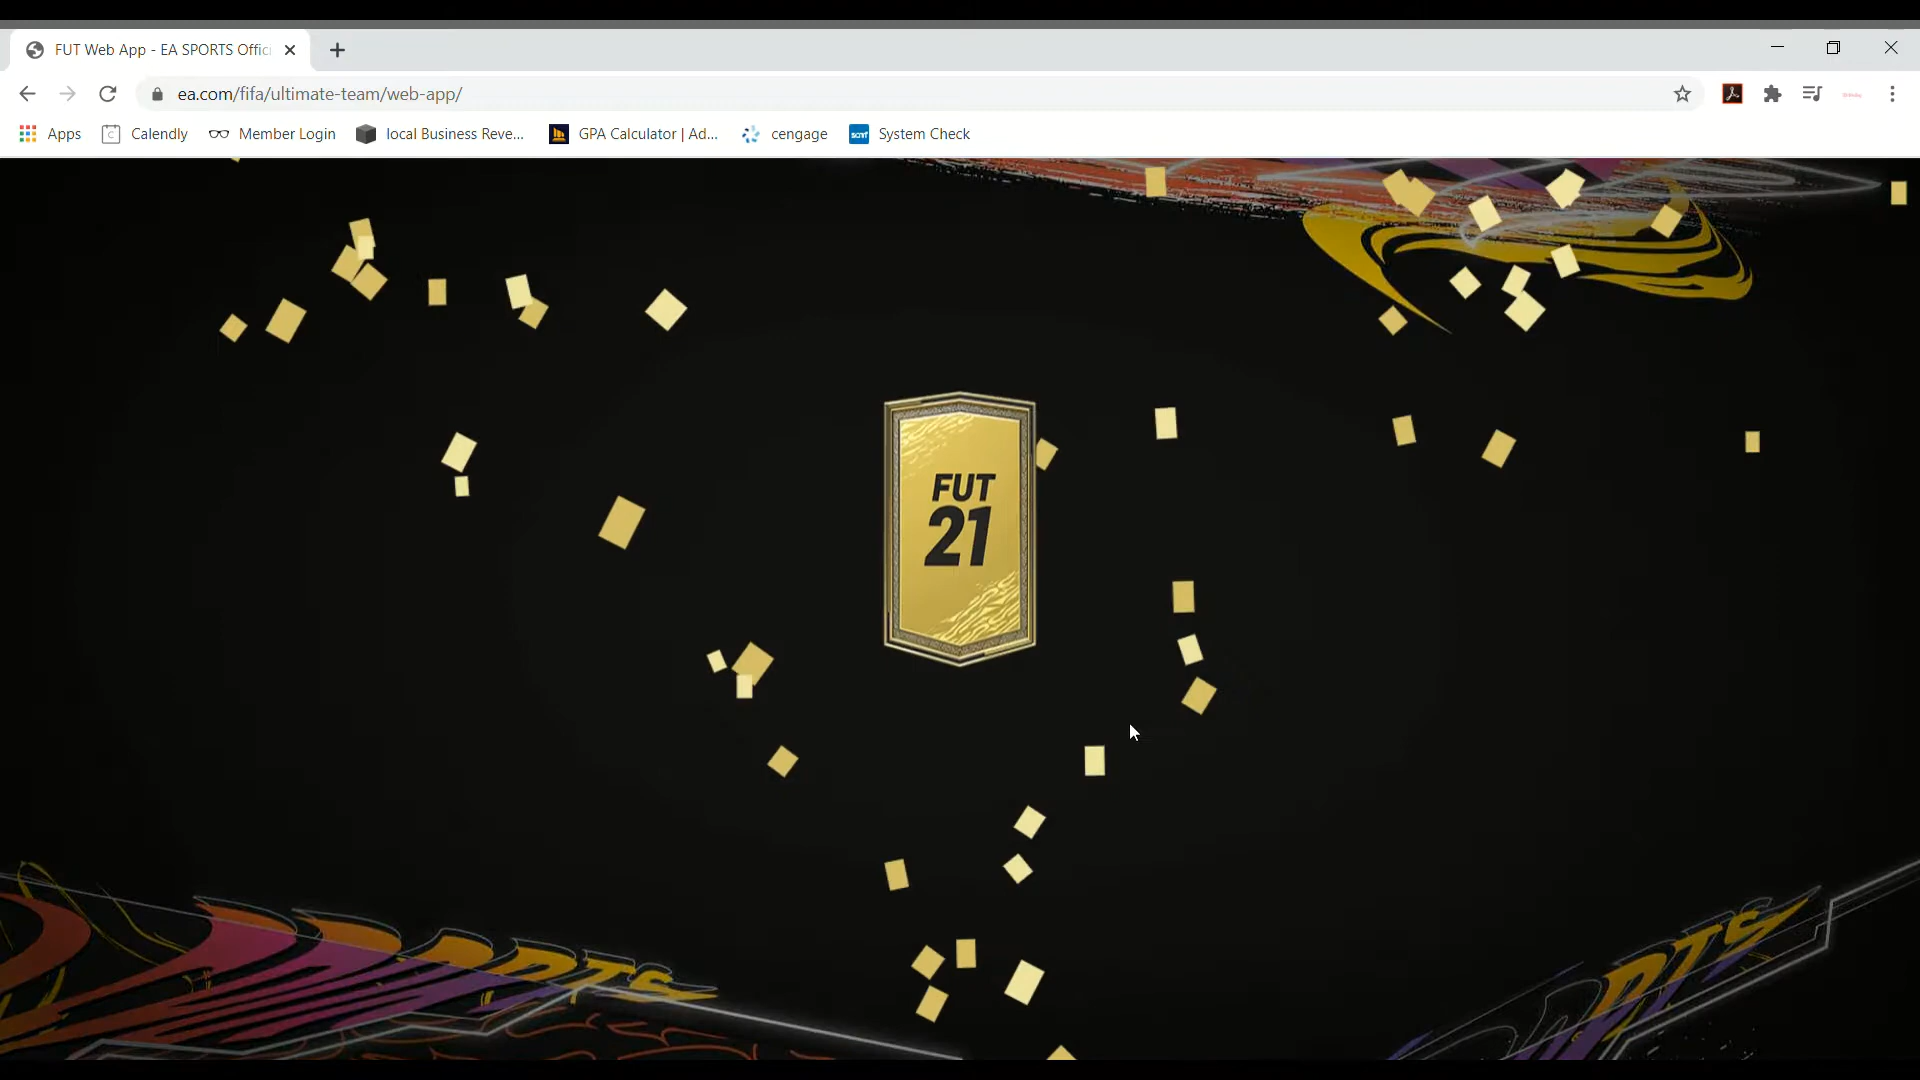 FUT Web App - EA SPORTS Offic
ea.com/fifa/ultimate-team/web-app/
Apps
Calendly
Member Login
local Business Reve...
GPA Calculator | Ad...
cengage
System Check
FUT
21